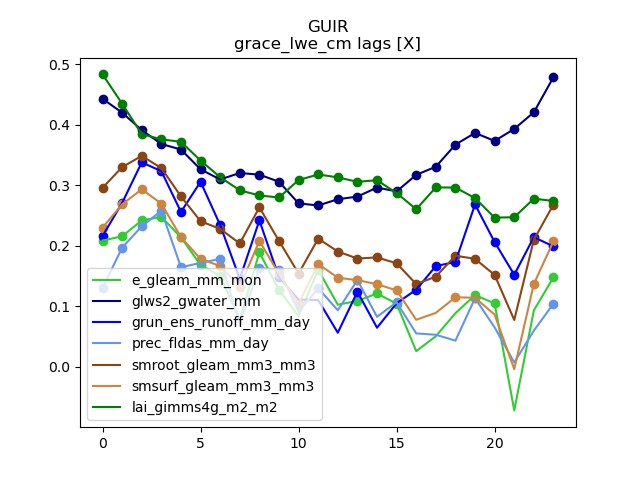 GUIR
grace_lwe_cm lags [X]
0.5
0.4
0.3
0.2
0.1
0.0
e_gleam_mm_mon
glws2_gwater_mm
grun_ens_runoff_mm_day
prec_fldas_mm_day
smroot_gleam_mm3_mm3
smsurf_gleam_mm3_mm3
lai_gimms4g_m2_m2
0 5 10 15 20